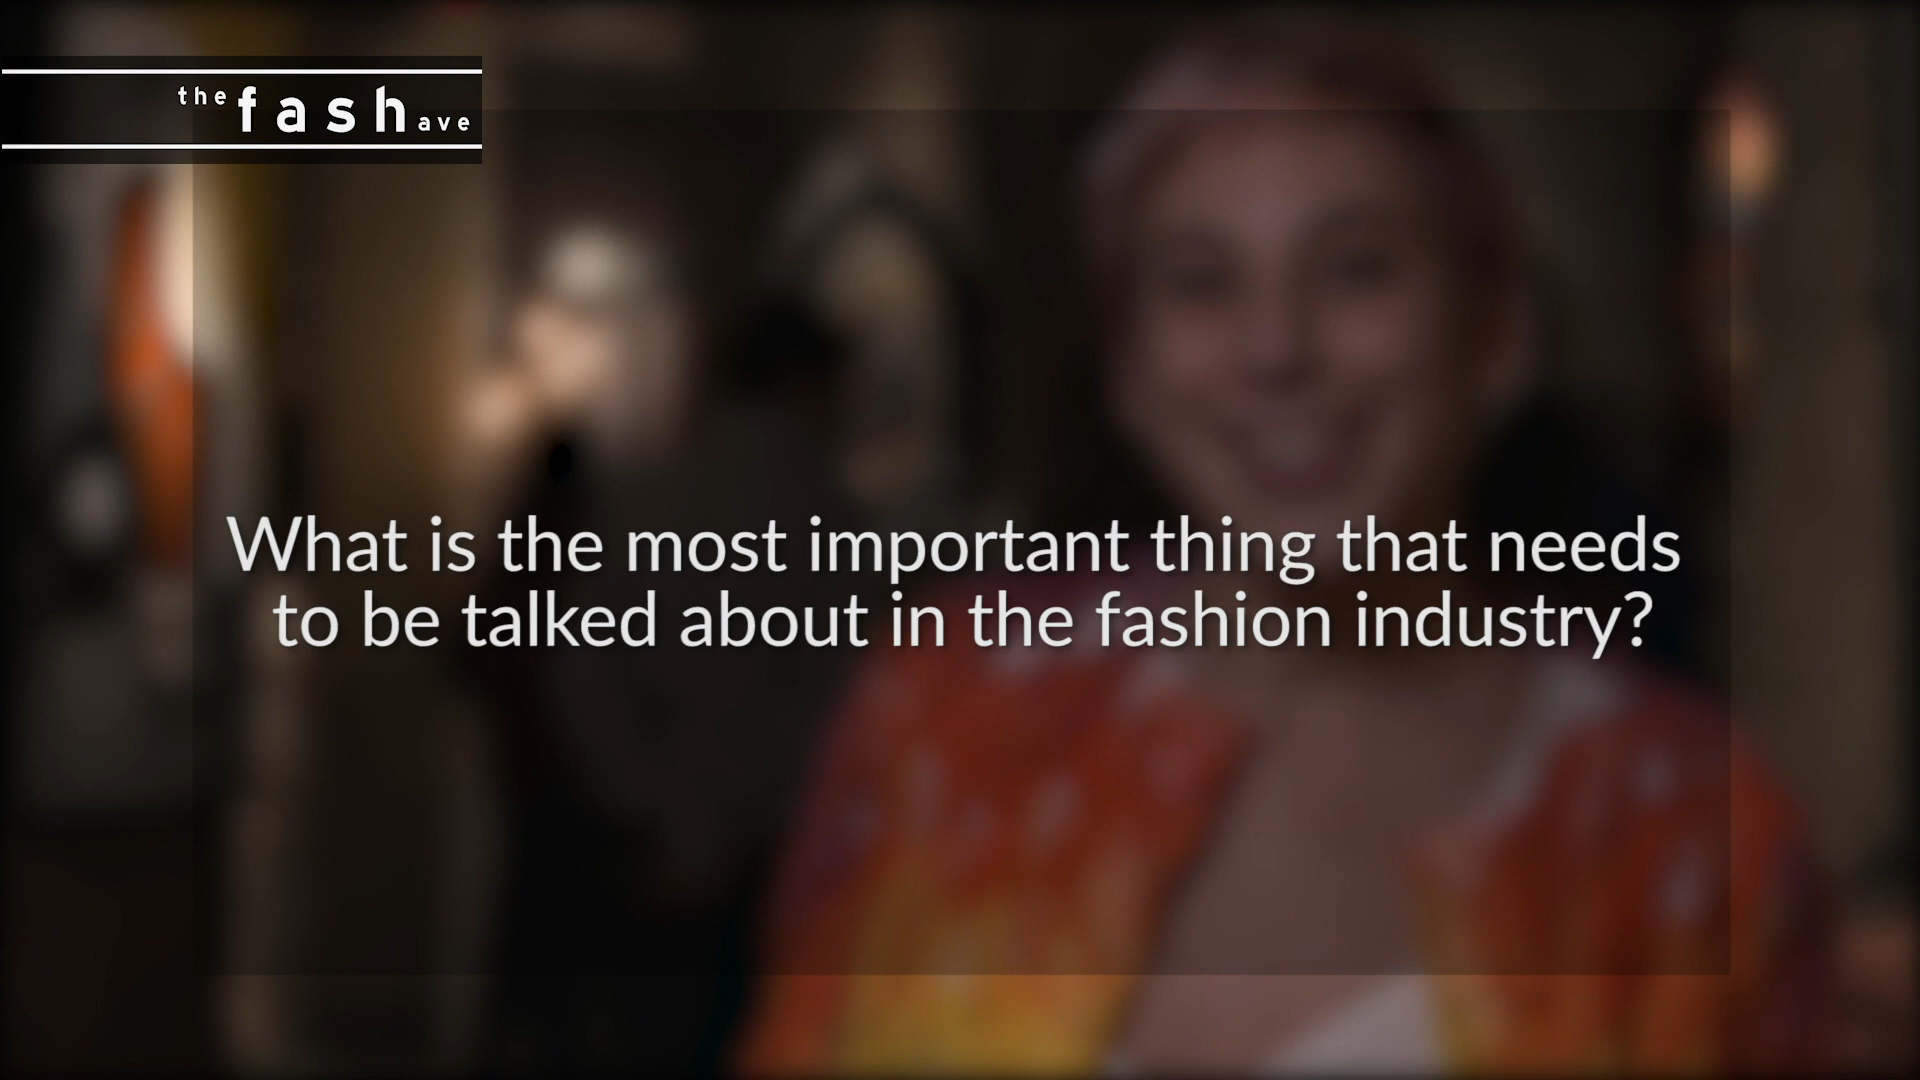 the fash ave
What is the most important thing that needs
to be talked about in the fashion industry?